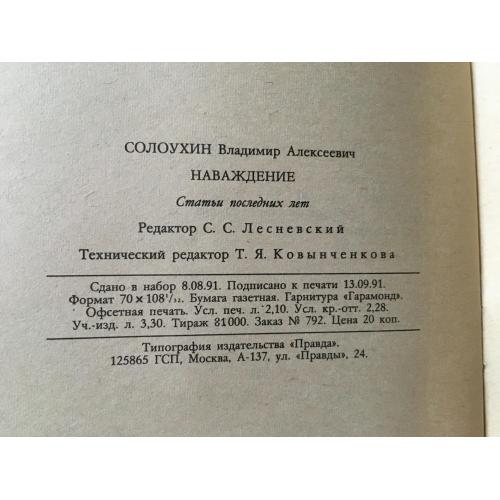 СОЛОУХИН Владимир Алексеевич
НАВАЖДЕНИЕ
Статьи последних лет
Редактор С. С. Лесневский
Технический редактор Т. Я. Ковынченкова
Сдано в набор 8.08.91. Подписано к печати 13.09.91.
Формат 70 × 108¹/₃₂. Бумага газетная. Гарнитура «Гарамонд».
Офсетная печать. Усл. печ. л. 2,10. Усл. кр.-отт. 2,28.
Уч.-изд. л. 3,30. Тираж 81000. Заказ № 792. Цена 20 коп.
Типография издательства «Правда».
125865 ГСП, Москва, А-137, ул. «Правды», 24.